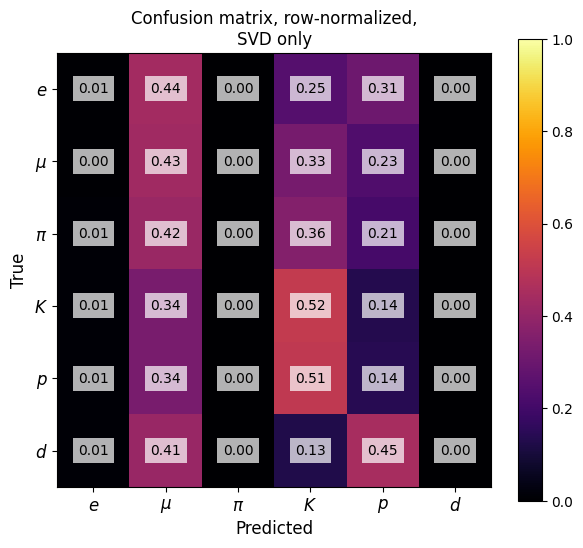 Confusion matrix, row-normalized,
SVD only
True
e 0.01 0.44 0.00 0.25 0.31 0.00
μ 0.00 0.43 0.00 0.33 0.23 0.00
π 0.01 0.42 0.00 0.36 0.21 0.00
K 0.01 0.34 0.00 0.52 0.14 0.00
p 0.01 0.34 0.00 0.51 0.14 0.00
d 0.01 0.41 0.00 0.13 0.45 0.00
e μ π K p d
Predicted
1.0
0.8
0.6
0.4
0.2
0.0